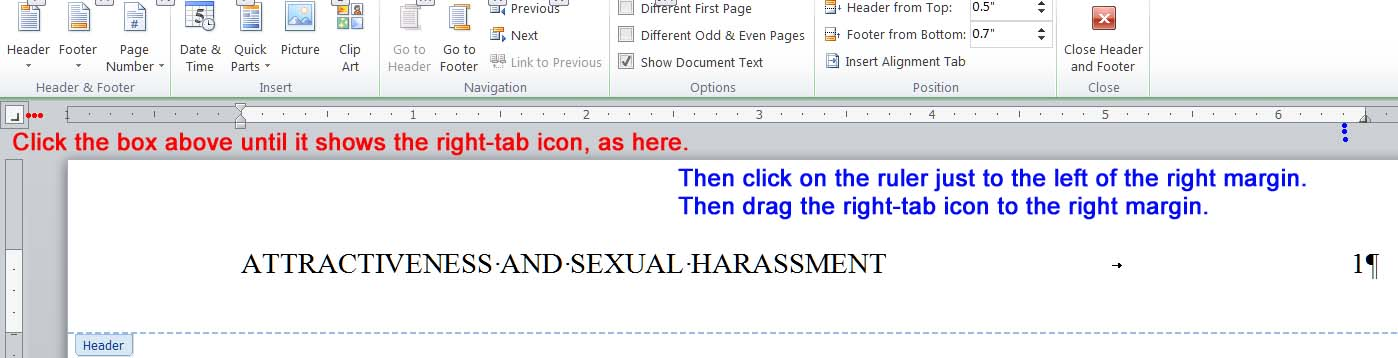 Previous Different First Page Header from Top: 0.5"
Header Footer Page Number Date & Time Quick Parts Picture Clip Art Go to Header Go to Footer Next Different Odd & Even Pages Footer from Bottom: 0.7" Close Header and Footer
Link to Previous Show Document Text Insert Alignment Tab
Header & Footer Insert Navigation Options Position Close
1 1 2 3 4 5 6
Click the box above until it shows the right-tab icon, as here.
Then click on the ruler just to the left of the right margin.
Then drag the right-tab icon to the right margin.
ATTRACTIVENESS·AND·SEXUAL·HARASSMENT → 1¶
Header